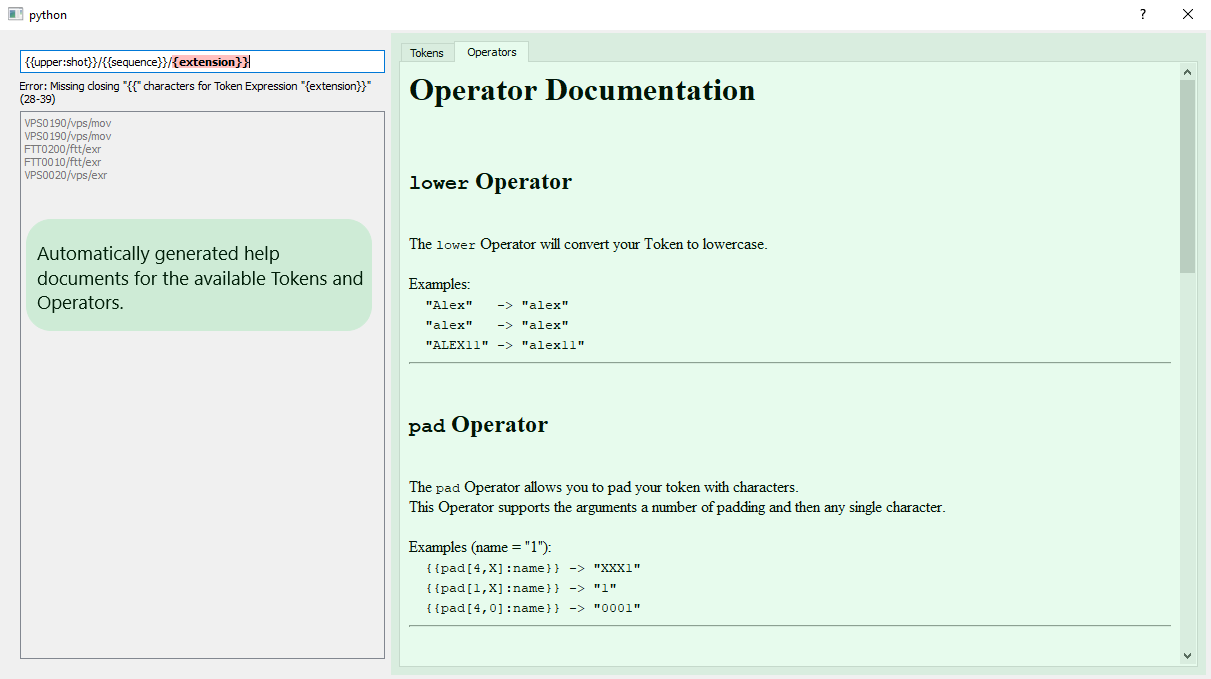 python
?
{{upper:shot}}/{{sequence}}/{extension}}
Error: Missing closing "{{" characters for Token Expression "{extension}}"
(28-39)
VPS0190/vps/mov
VPS0190/vps/mov
FTT0200/ftt/exr
FTT0010/ftt/exr
VPS0020/vps/exr
Automatically generated help
documents for the available Tokens and
Operators.
Tokens
Operators
Operator Documentation
lower Operator
The lower Operator will convert your Token to lowercase.
Examples:
"Alex"   -> "alex"
"alex"   -> "alex"
"ALEX11" -> "alex11"
pad Operator
The pad Operator allows you to pad your token with characters.
This Operator supports the arguments a number of padding and then any single character.
Examples (name = "1"):
{{pad[4,X]:name}} -> "XXX1"
{{pad[1,X]:name}} -> "1"
{{pad[4,0]:name}} -> "0001"